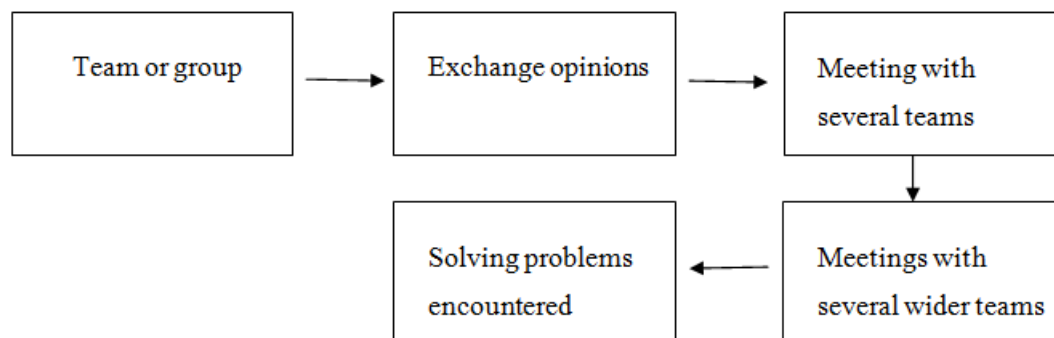 Team or group
Exchange opinions
Meeting with
several teams
Meetings with
several wider teams
Solving problems
encountered